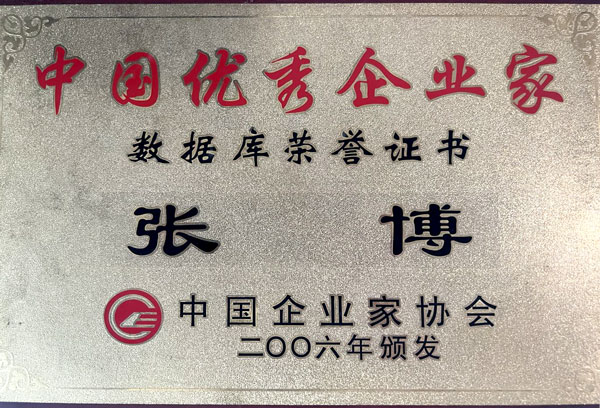 中国优秀企业家
数据库荣誉证书
张 博
中国企业家协会
二〇〇六年颁发